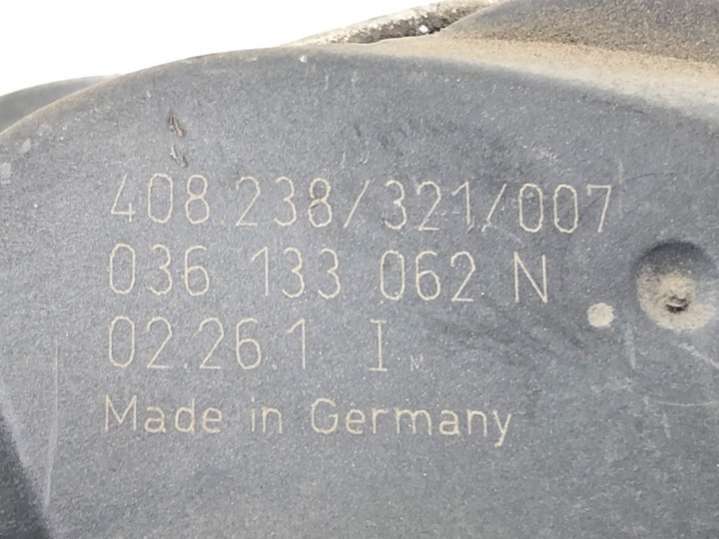 408.238/321/007
036 133 062 N
02.26.1 I M
Made in Germany